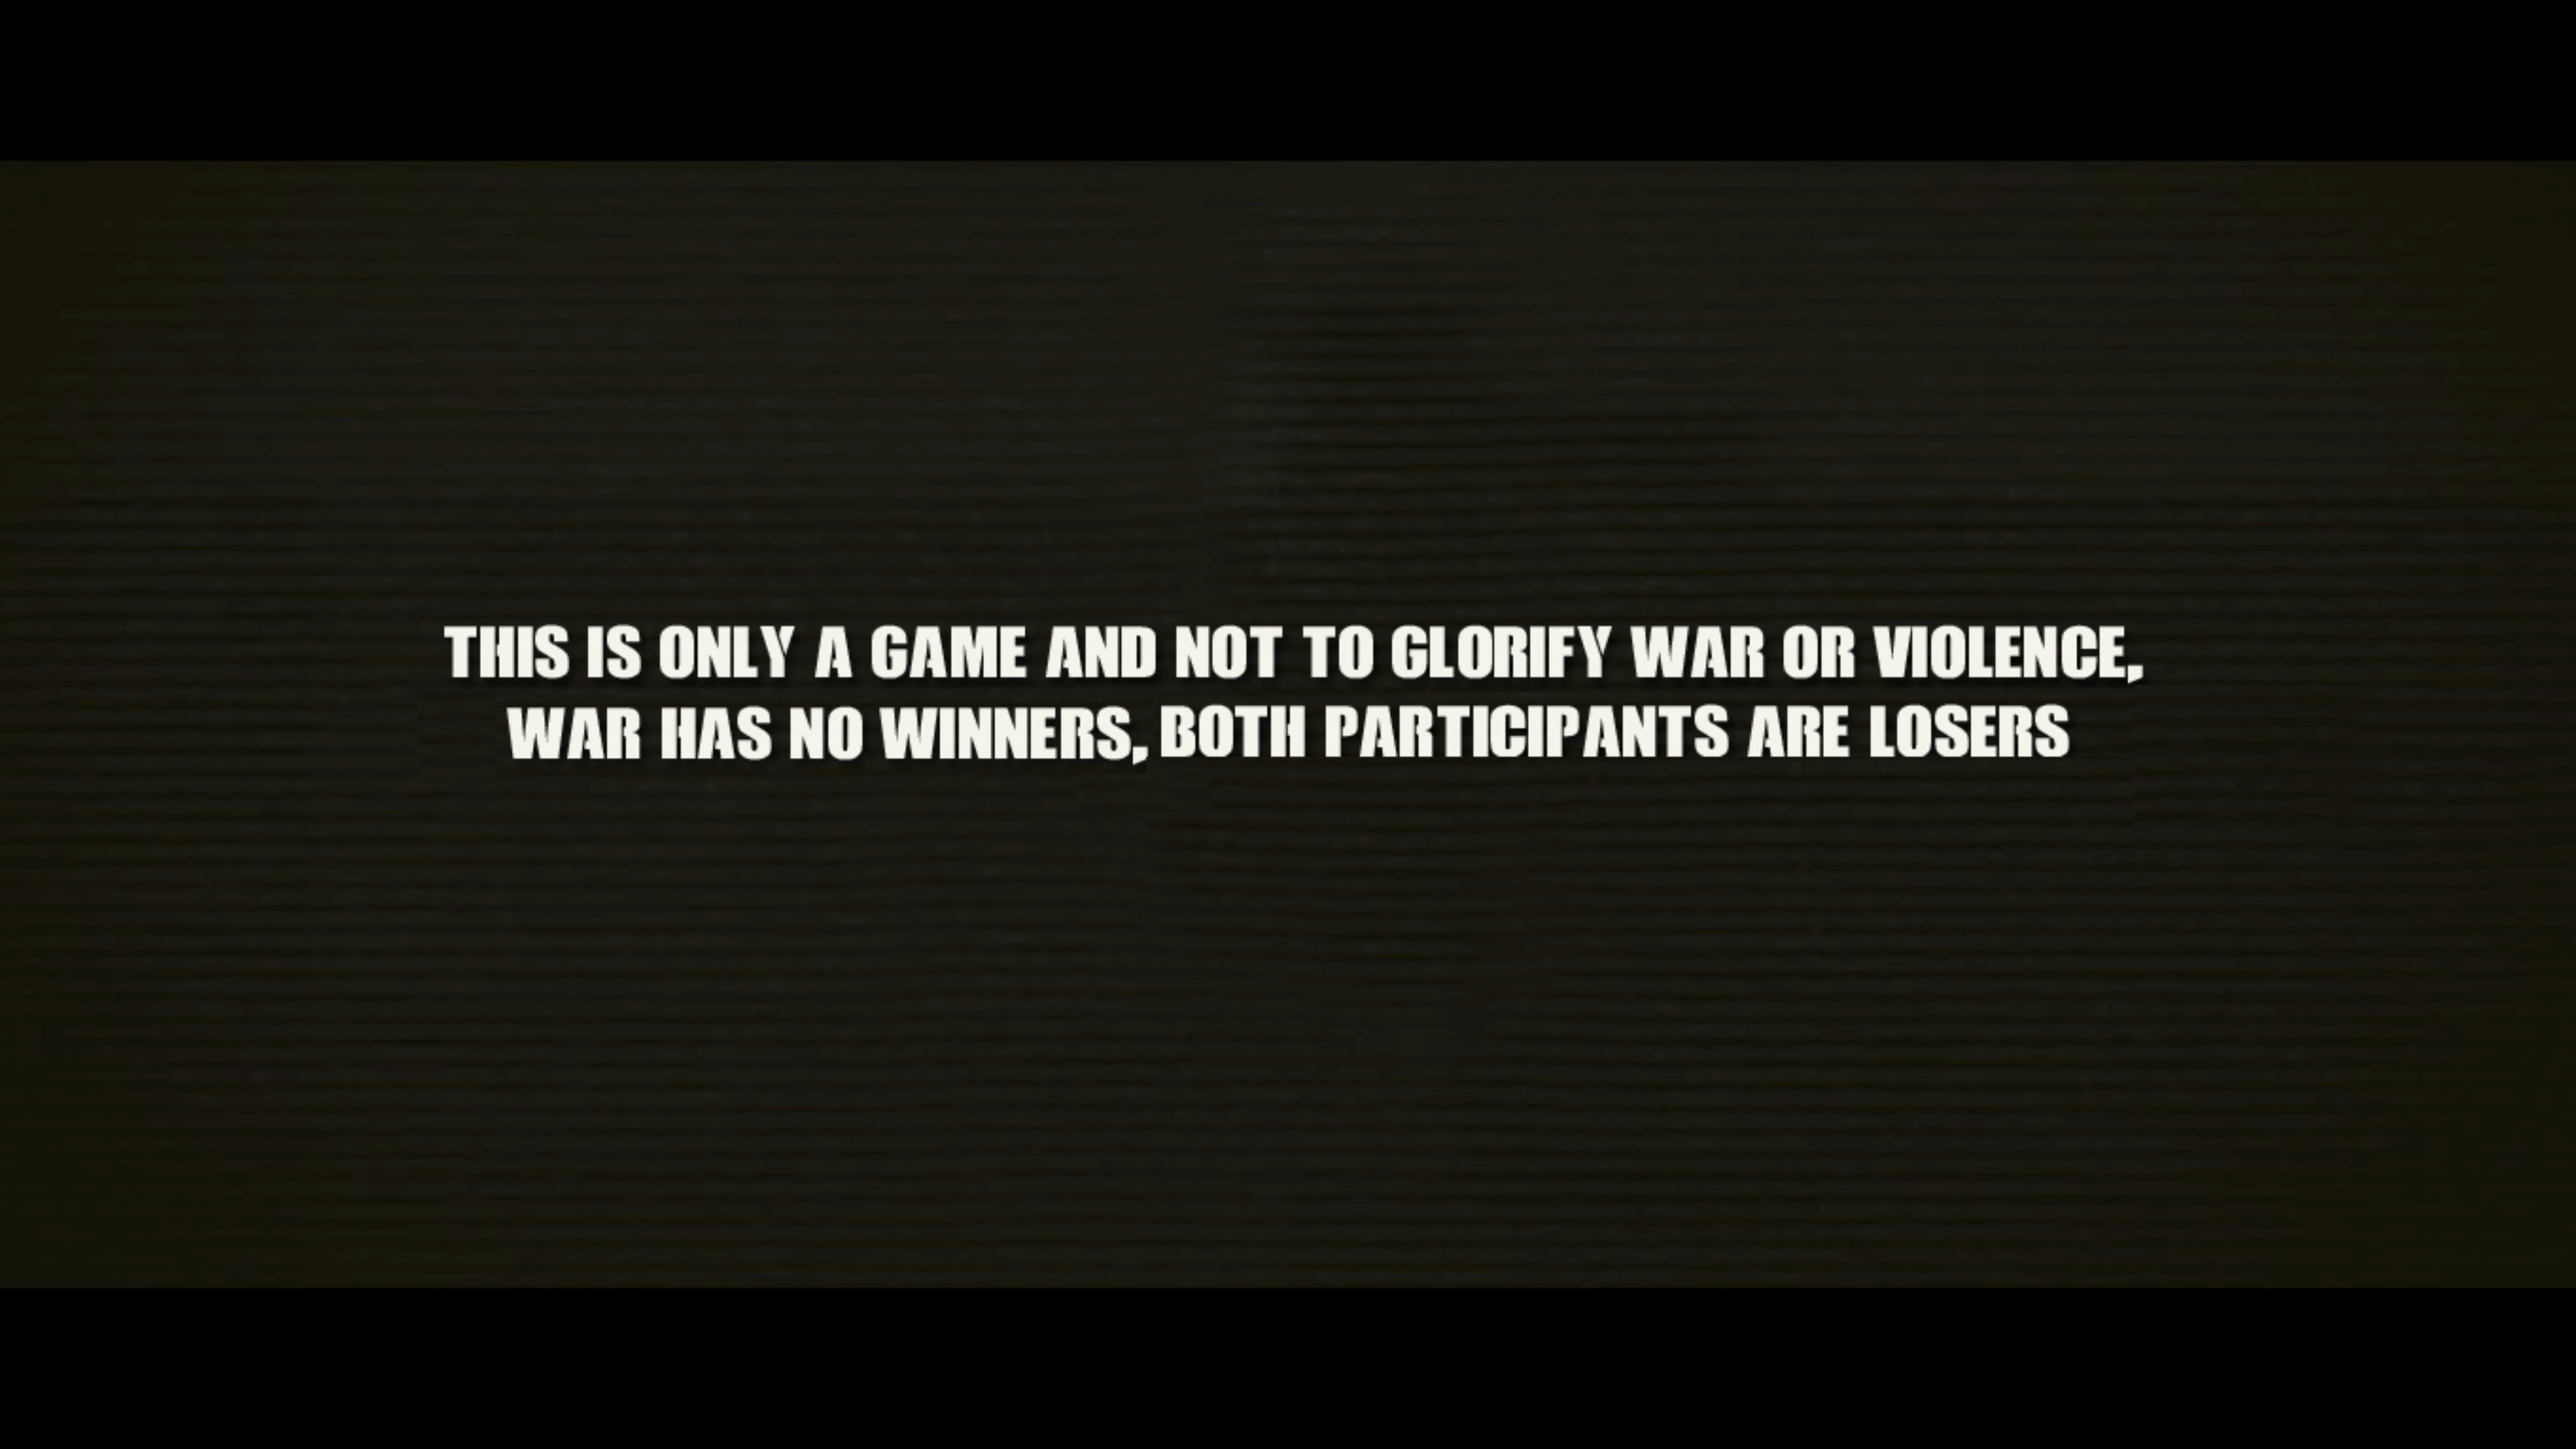 THIS IS ONLY A GAME AND NOT TO GLORIFY WAR OR VIOLENCE,
WAR HAS NO WINNERS, BOTH PARTICIPANTS ARE LOSERS